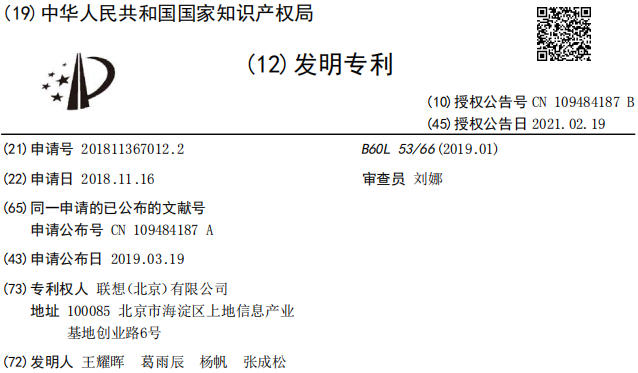 (19)中华人民共和国国家知识产权局
(12)发明专利
(10)授权公告号 CN 109484187 B
(45)授权公告日 2021.02.19
(21)申请号 201811367012.2
(22)申请日 2018.11.16
(65)同一申请的已公布的文献号
申请公布号 CN 109484187 A
(43)申请公布日 2019.03.19
(73)专利权人 联想(北京)有限公司
地址 100085 北京市海淀区上地信息产业
基地创业路6号
(72)发明人 王耀晖 葛雨辰 杨帆 张成松
B60L 53/66(2019.01)
审查员 刘娜